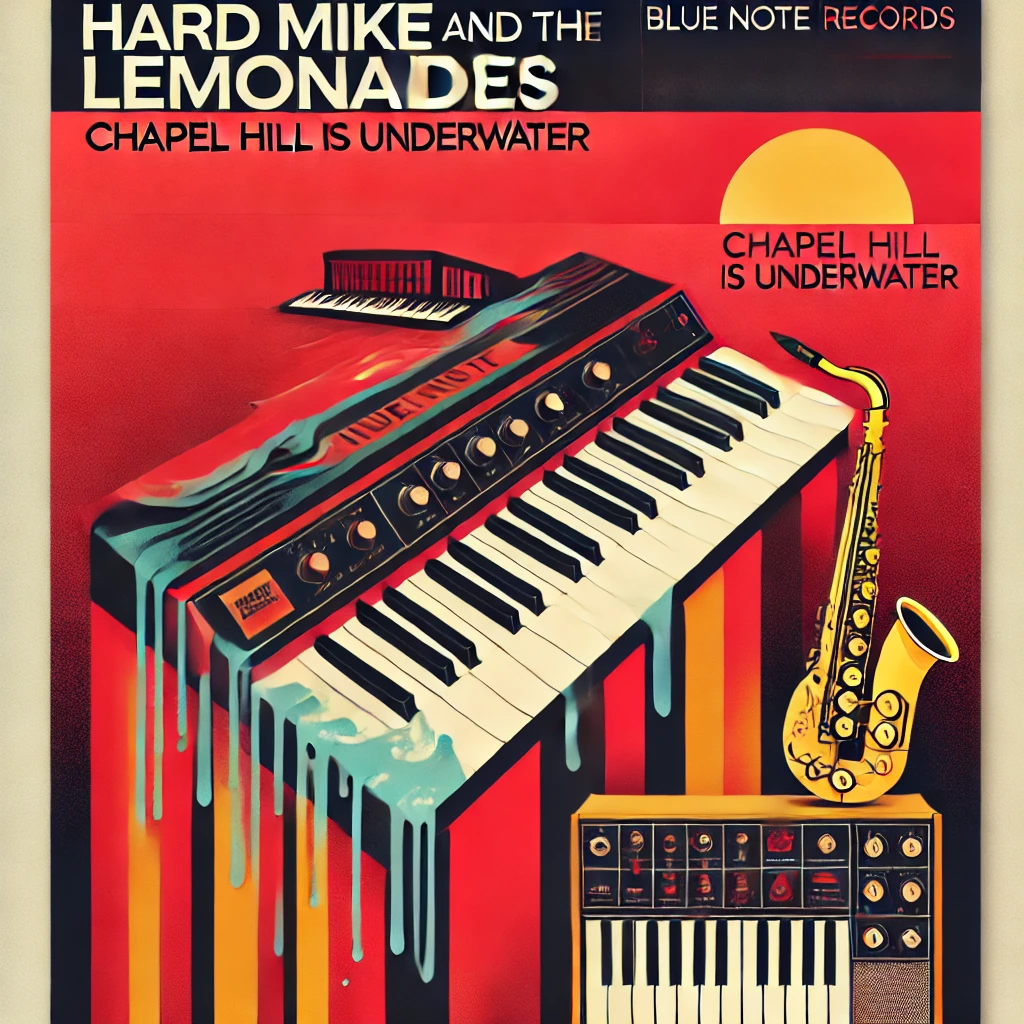 HARD MIKE AND THE
LEMONADES
BLUE NOTE RECORDS
CHAPEL HILL IS UNDERWATER
CHAPEL HILL
IS UNDERWATER